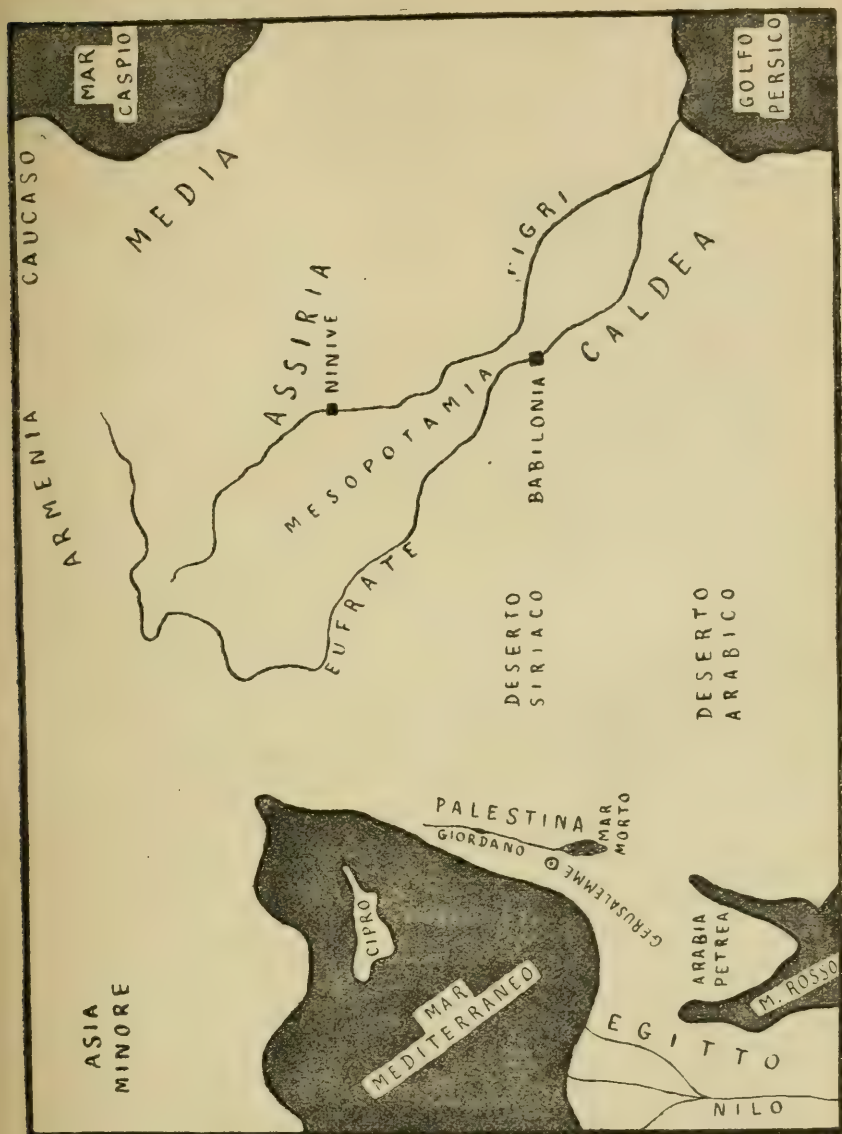 CAUCASO
ARMENIA
MAR
CASPIO
ASIA
MINORE
MEDIA
ASSIRIA
NINIVE
MESOPOTAMIA
EUFRATE
CIPRO
MAR
MEDITERRANEO
TIGRI
PALESTINA
GIORDANO
GERUSALEMME
MAR
MORTO
DESERTO
SIRIACO
BABILONIA
CALDEA
GOLFO
PERSICO
DESERTO
ARABICO
ARABIA
PETREA
M. ROSSO
EGITTO
NILO